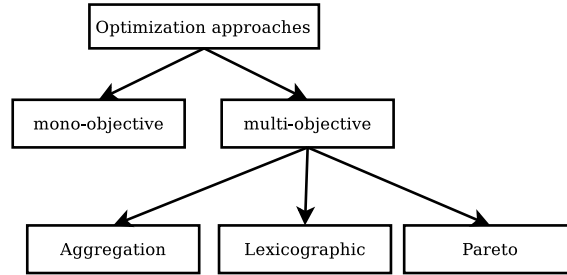 Optimization approaches
mono-objective
multi-objective
Aggregation
Lexicographic
Pareto